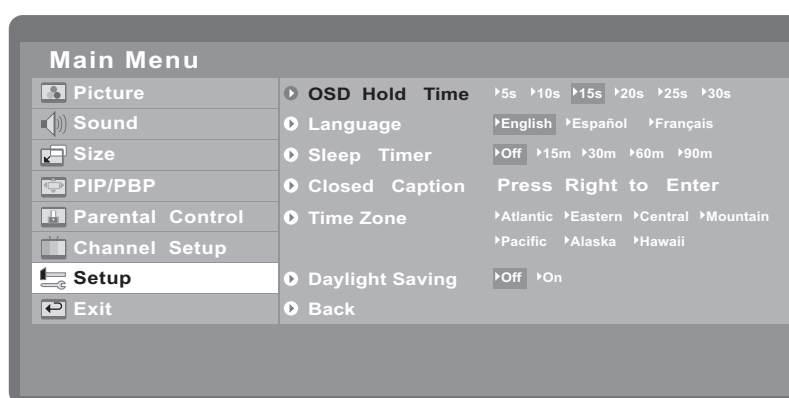 Main Menu
Picture
Sound
Size
PIP/PBP
Parental Control
Channel Setup
Setup
Exit
OSD Hold Time 5s 10s 15s 20s 25s 30s
Language English Español Français
Sleep Timer Off 15m 30m 60m 90m
Closed Caption Press Right to Enter
Time Zone Atlantic Eastern Central Mountain
Pacific Alaska Hawaii
Daylight Saving Off On
Back